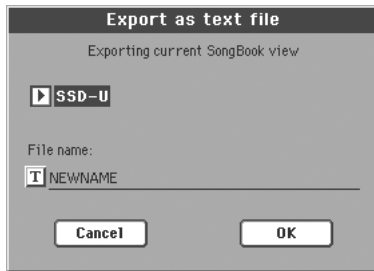 Export as text file
Exporting current SongBook view
SSD-U
File name:
T NEWNAME
Cancel OK